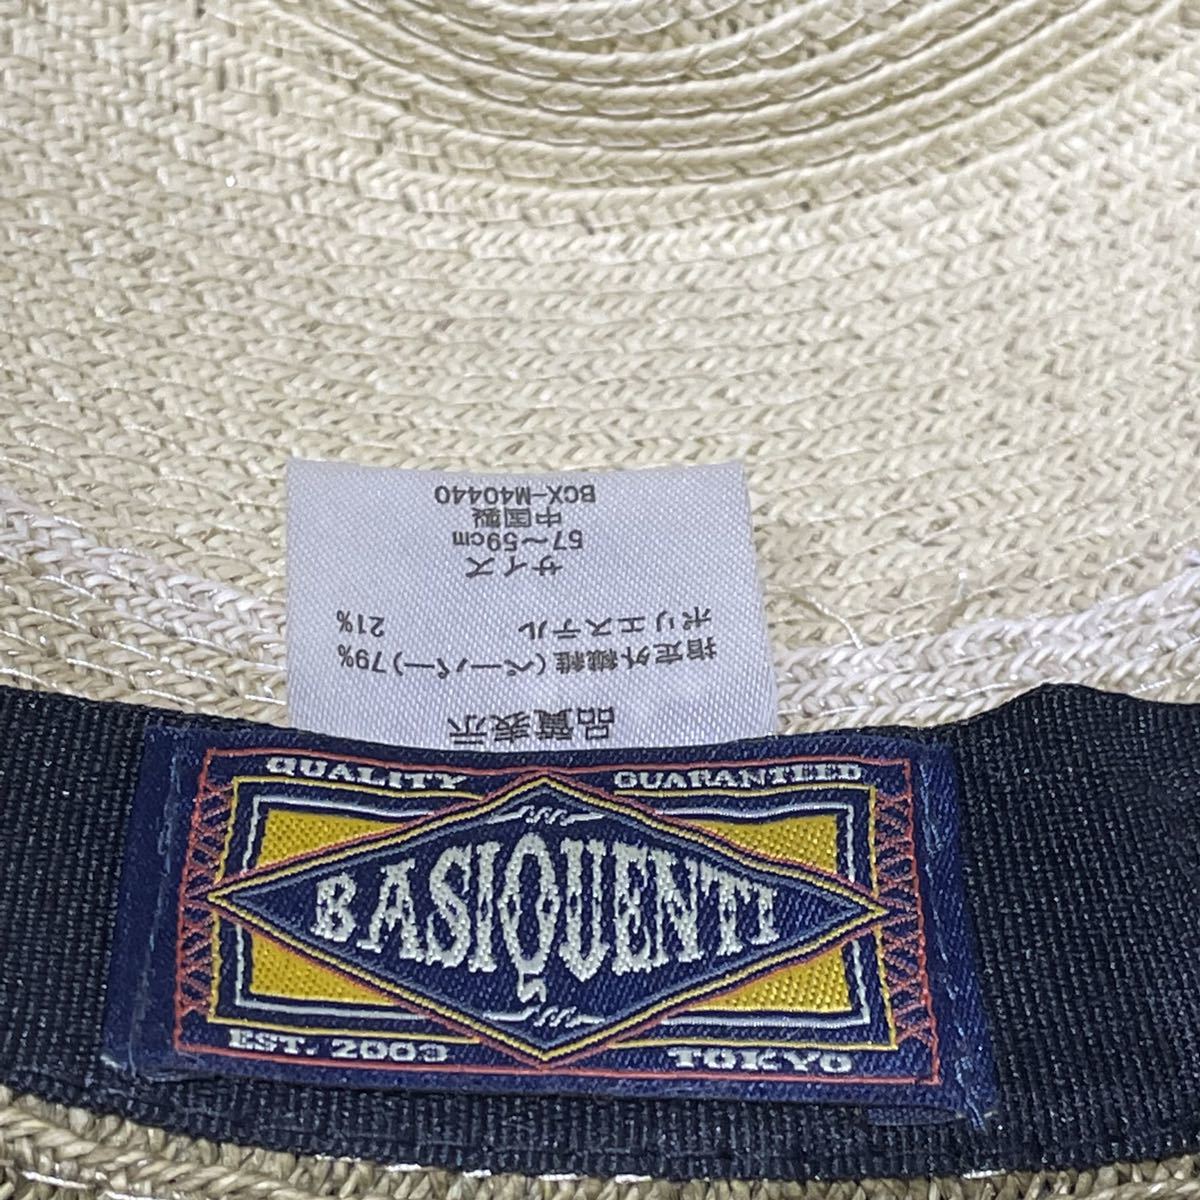 品質表示
指定外繊維(ペーパー)79%
ポリエステル 21%
サイズ
57～59cm
中国製
BCX-M40440
QUALITY GUARANTEED
BASIQUENTI
EST. 2003 TOKYO